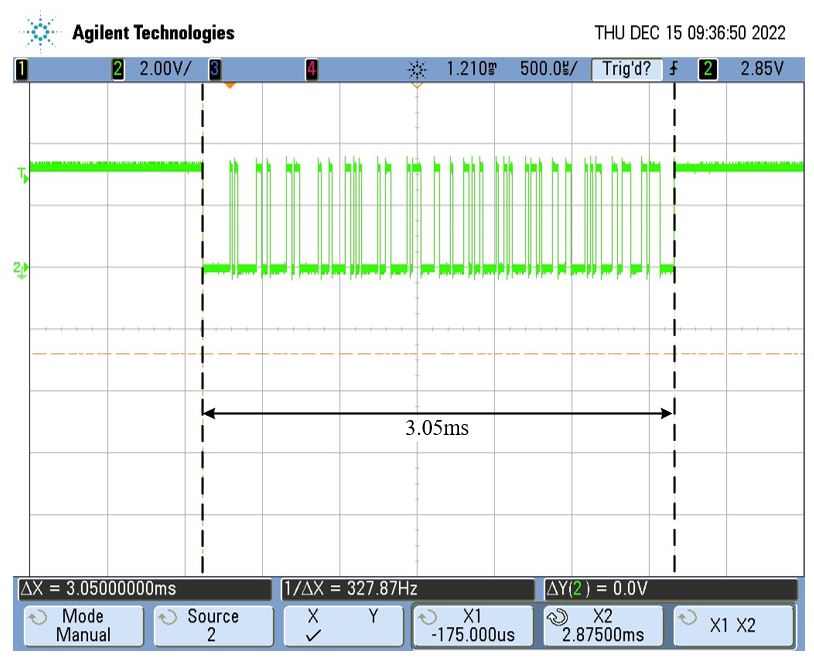 Agilent Technologies THU DEC 15 09:36:50 2022
1 2 2.00V/ 3 4 1.210ms 500.0us/ Trig'd? 2 2.85V
T
2
3.05ms
ΔX = 3.05000000ms 1/ΔX = 327.87Hz ΔY(2) = 0.0V
Mode Source X Y X1 X2 X1 X2
Manual 2 ✓ -175.000us 2.87500ms